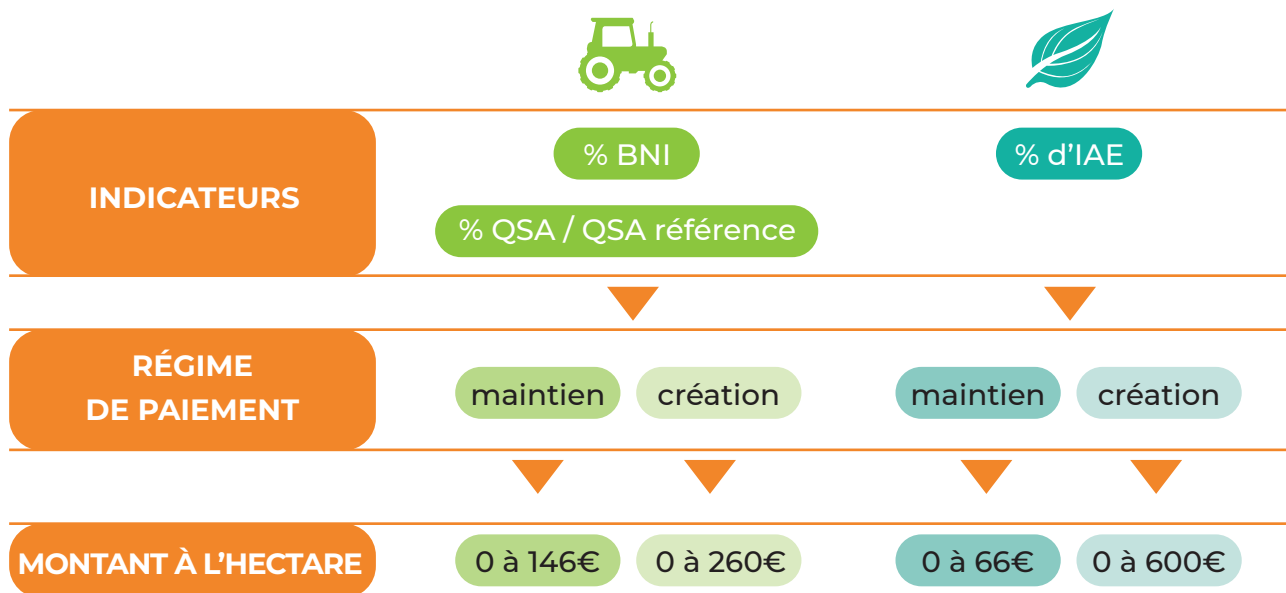 INDICATEURS
% BNI
% d'IAE
% QSA / QSA référence
RÉGIME
DE PAIEMENT
maintien
création
maintien
création
MONTANT À L'HECTARE
0 à 146€
0 à 260€
0 à 66€
0 à 600€